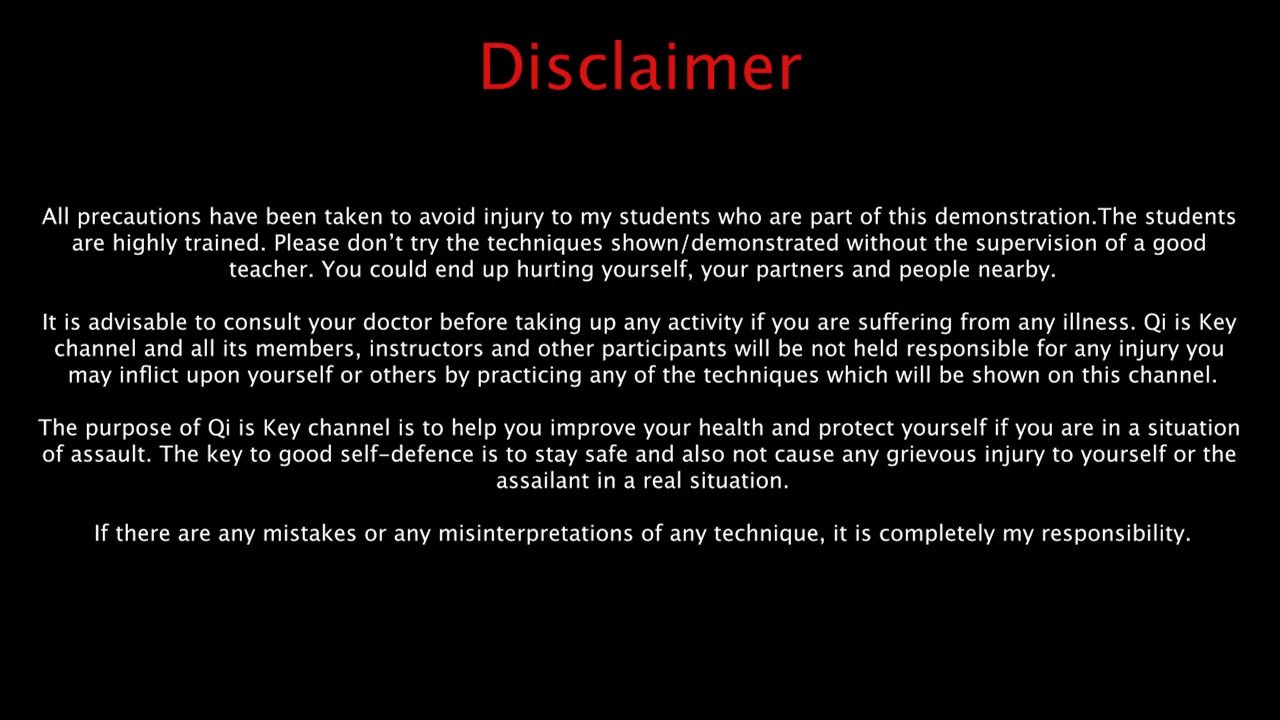 Disclaimer
All precautions have been taken to avoid injury to my students who are part of this demonstration.The students
are highly trained. Please don’t try the techniques shown/demonstrated without the supervision of a good
teacher. You could end up hurting yourself, your partners and people nearby.
It is advisable to consult your doctor before taking up any activity if you are suffering from any illness. Qi is Key
channel and all its members, instructors and other participants will be not held responsible for any injury you
may inflict upon yourself or others by practicing any of the techniques which will be shown on this channel.
The purpose of Qi is Key channel is to help you improve your health and protect yourself if you are in a situation
of assault. The key to good self–defence is to stay safe and also not cause any grievous injury to yourself or the
assailant in a real situation.
If there are any mistakes or any misinterpretations of any technique, it is completely my responsibility.